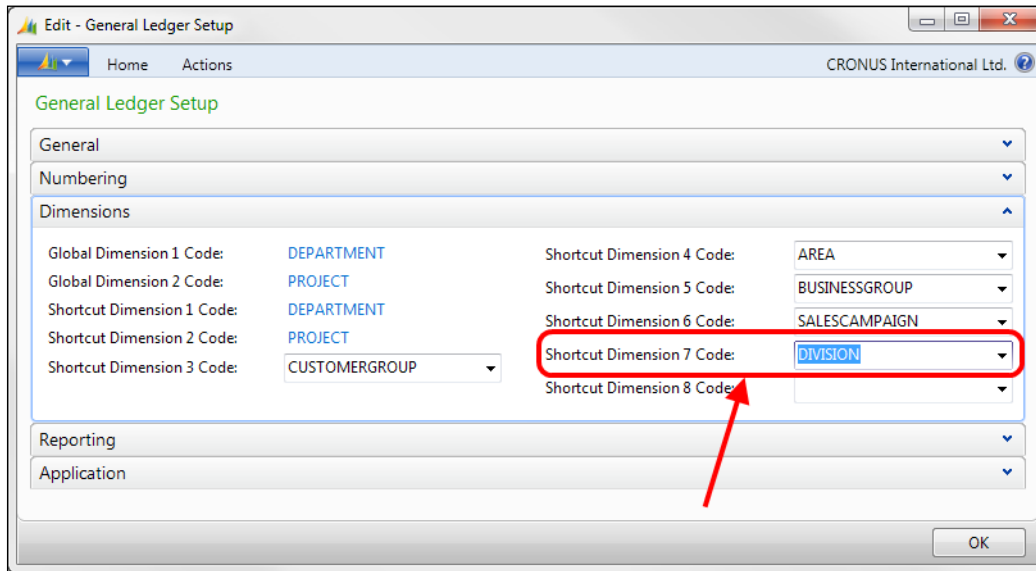 Edit - General Ledger Setup
Home Actions CRONUS International Ltd.
General Ledger Setup
General
Numbering
Dimensions
Global Dimension 1 Code: DEPARTMENT
Global Dimension 2 Code: PROJECT
Shortcut Dimension 1 Code: DEPARTMENT
Shortcut Dimension 2 Code: PROJECT
Shortcut Dimension 3 Code: CUSTOMERGROUP
Shortcut Dimension 4 Code: AREA
Shortcut Dimension 5 Code: BUSINESSGROUP
Shortcut Dimension 6 Code: SALESCAMPAIGN
Shortcut Dimension 7 Code: DIVISION
Shortcut Dimension 8 Code:
Reporting
Application
OK